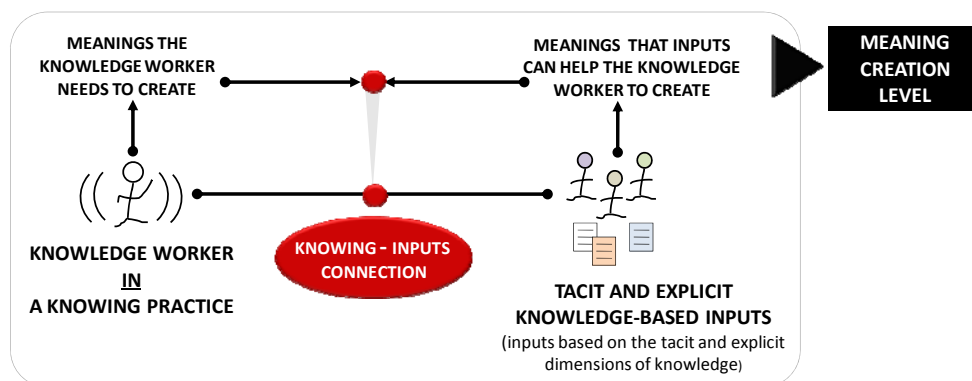 MEANINGS THE
KNOWLEDGE WORKER
NEEDS TO CREATE
MEANINGS THAT INPUTS
CAN HELP THE KNOWLEDGE
WORKER TO CREATE
MEANING
CREATION
LEVEL
KNOWLEDGE WORKER
IN
A KNOWING PRACTICE
KNOWING - INPUTS
CONNECTION
TACIT AND EXPLICIT
KNOWLEDGE-BASED INPUTS
(inputs based on the tacit and explicit
dimensions of knowledge)